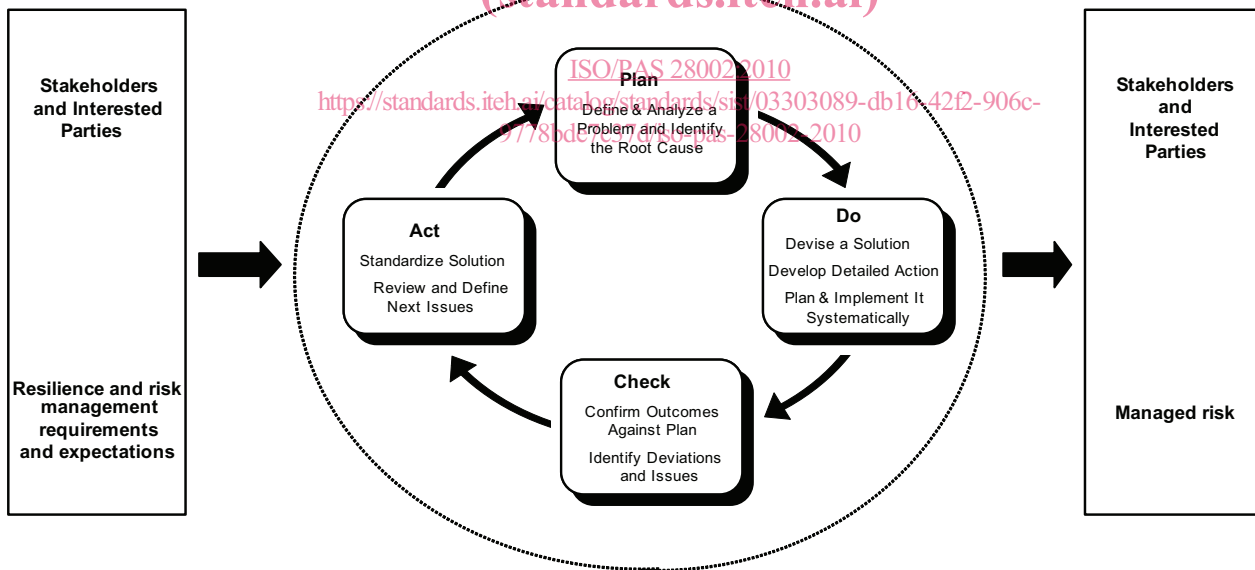 (standards.iteh.ai)
Stakeholders
and Interested
Parties
Resilience and risk
management
requirements
and expectations
ISO/PAS 28002:2010
https://standards.iteh.ai/catalog/standards/sist/03303089-db16-42f2-906c-
9778bde7e37d/iso-pas-28002-2010
Plan
Define & Analyze a
Problem and Identify
the Root Cause
Do
Devise a Solution
Develop Detailed Action
Plan & Implement It
Systematically
Check
Confirm Outcomes
Against Plan
Identify Deviations
and Issues
Act
Standardize Solution
Review and Define
Next Issues
Stakeholders
and
Interested
Parties
Managed risk